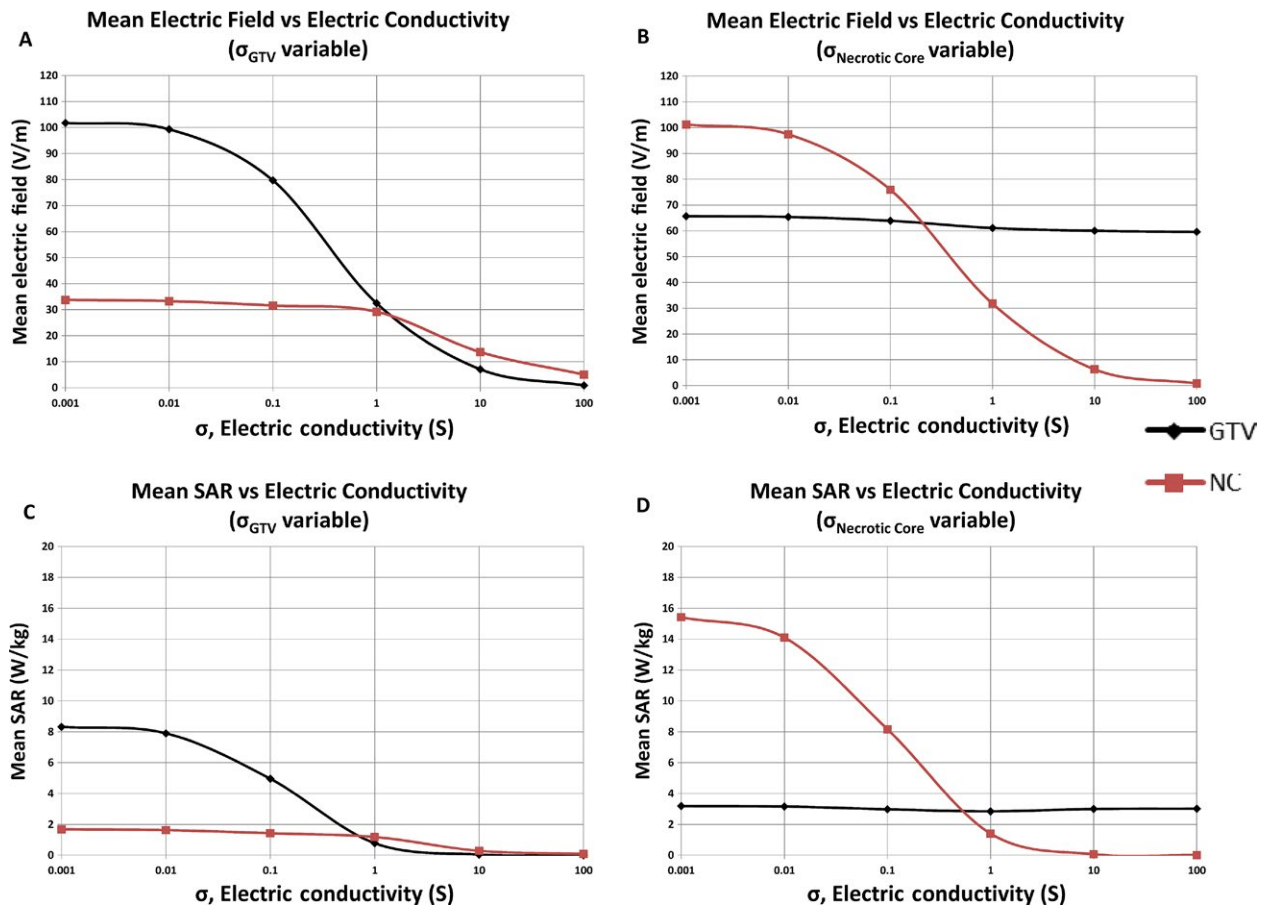 A
Mean Electric Field vs Electric Conductivity
(σGTV variable)
120
110
100
90
80
70
60
50
40
30
20
10
0
Mean electric field (V/m)
0.001 0.01 0.1 1 10 100
σ, Electric conductivity (S)
B
Mean Electric Field vs Electric Conductivity
(σNecrotic Core variable)
120
110
100
90
80
70
60
50
40
30
20
10
0
Mean electric field (V/m)
0.001 0.01 0.1 1 10 100
σ, Electric conductivity (S)
GTV
NC
C
Mean SAR vs Electric Conductivity
(σGTV variable)
20
18
16
14
12
10
8
6
4
2
0
Mean SAR (W/kg)
0.001 0.01 0.1 1 10 100
σ, Electric conductivity (S)
D
Mean SAR vs Electric Conductivity
(σNecrotic Core variable)
20
18
16
14
12
10
8
6
4
2
0
Mean SAR (W/kg)
0.001 0.01 0.1 1 10 100
σ, Electric conductivity (S)